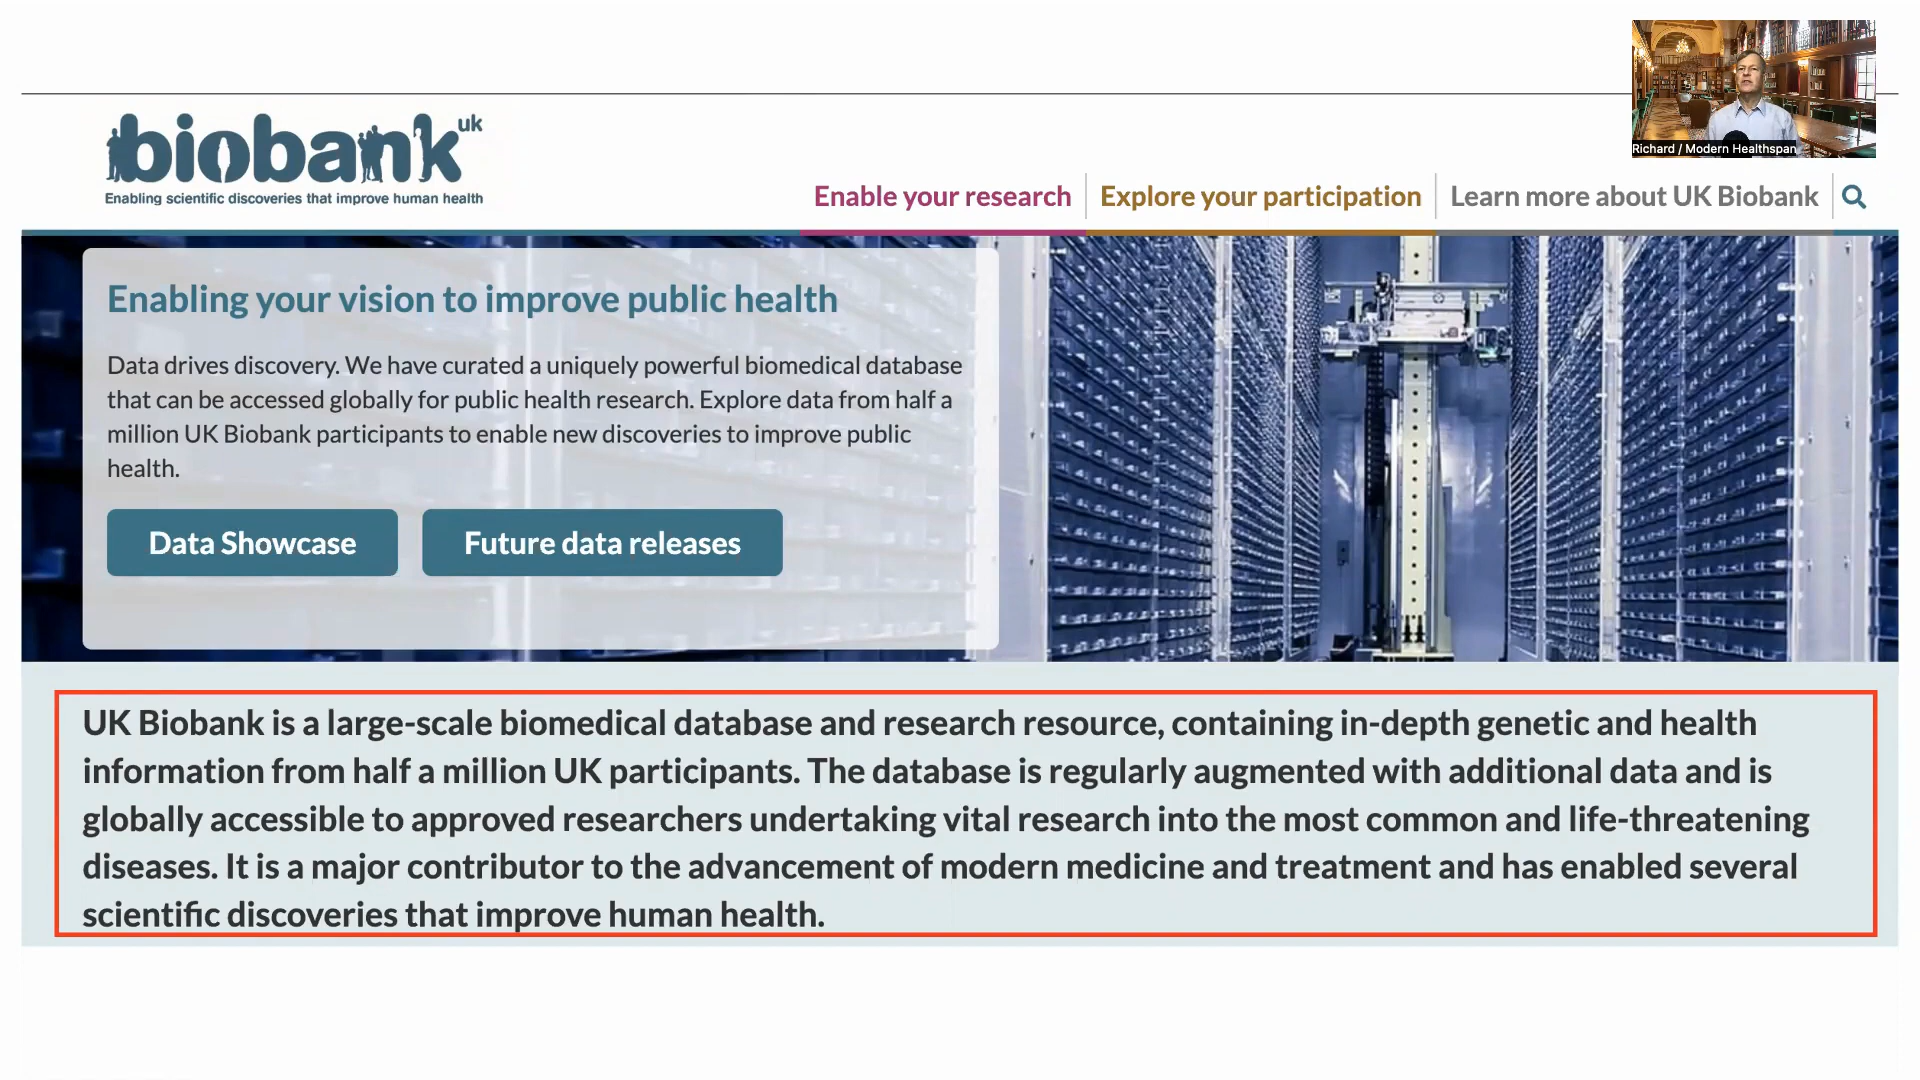 Richard / Modern Healthspan
biobank uk
Enabling scientific discoveries that improve human health
Enable your research
Explore your participation
Learn more about UK Biobank
Enabling your vision to improve public health
Data drives discovery. We have curated a uniquely powerful biomedical database
that can be accessed globally for public health research. Explore data from half a
million UK Biobank participants to enable new discoveries to improve public
health.
Data Showcase
Future data releases
UK Biobank is a large-scale biomedical database and research resource, containing in-depth genetic and health
information from half a million UK participants. The database is regularly augmented with additional data and is
globally accessible to approved researchers undertaking vital research into the most common and life-threatening
diseases. It is a major contributor to the advancement of modern medicine and treatment and has enabled several
scientific discoveries that improve human health.